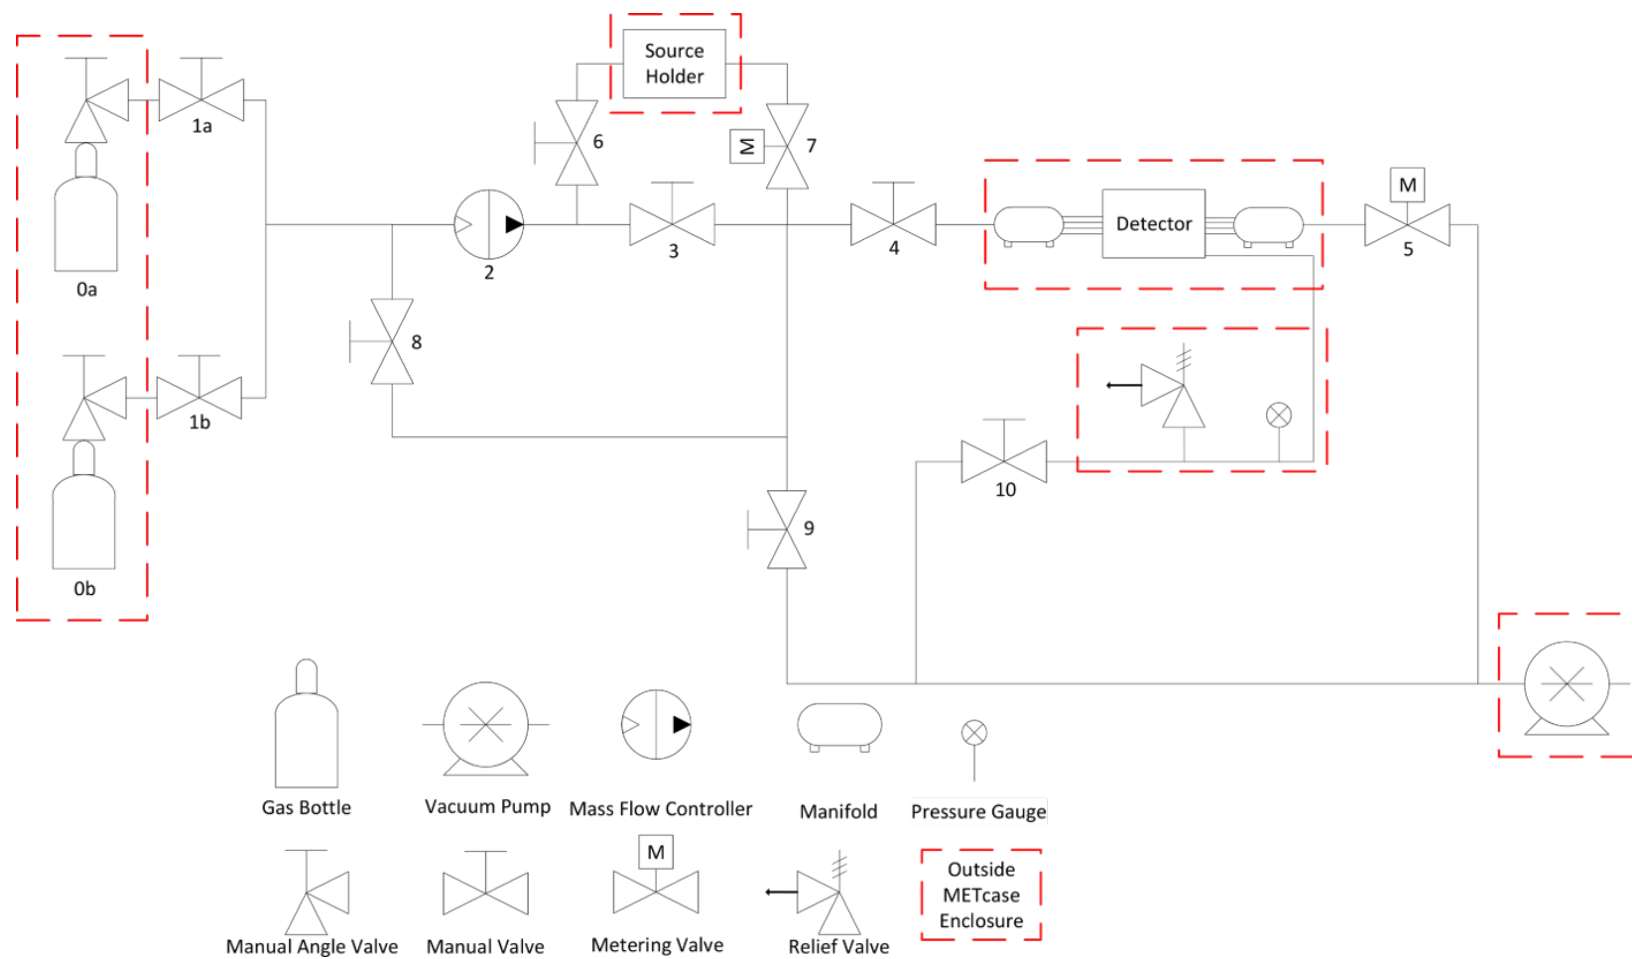 Source
Holder
1a
6
M
7
M
Detector
0a
2
3
4
5
8
1b
10
9
0b
Gas Bottle
Vacuum Pump
Mass Flow Controller
Manifold
Pressure Gauge
M
Outside
METcase
Enclosure
Manual Angle Valve
Manual Valve
Metering Valve
Relief Valve